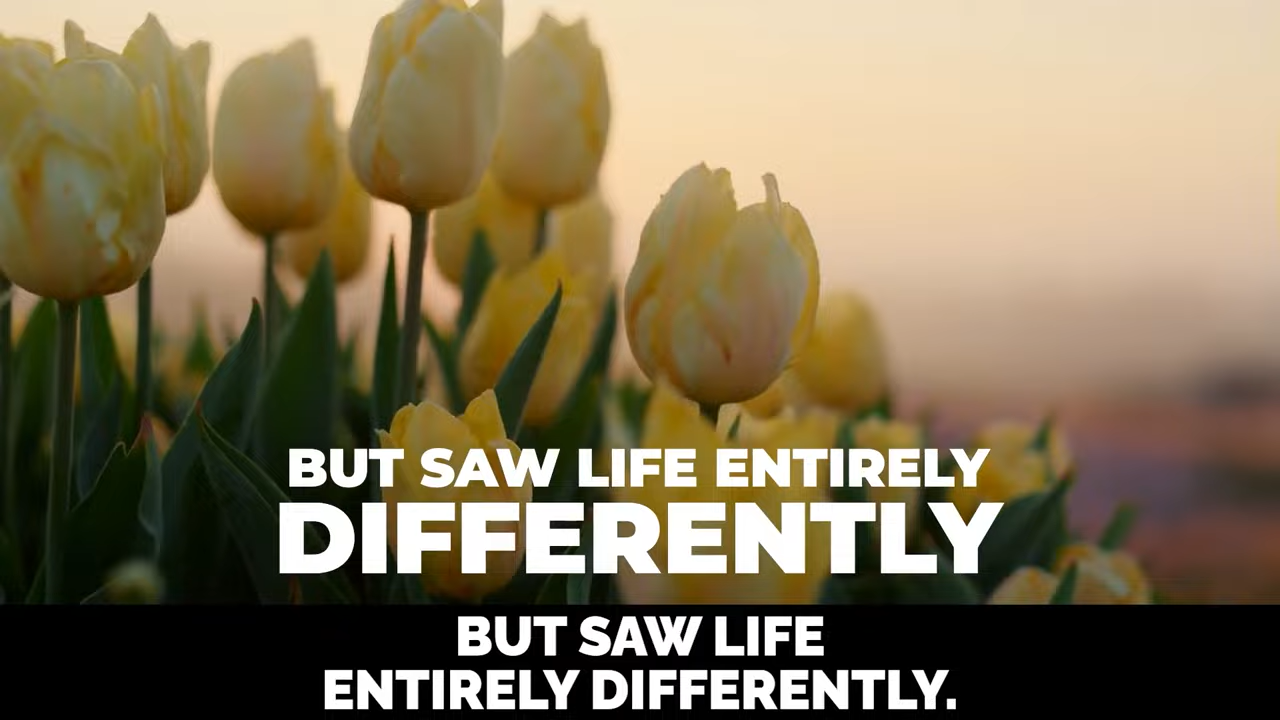 BUT SAW LIFE ENTIRELY
DIFFERENTLY
BUT SAW LIFE
ENTIRELY DIFFERENTLY.